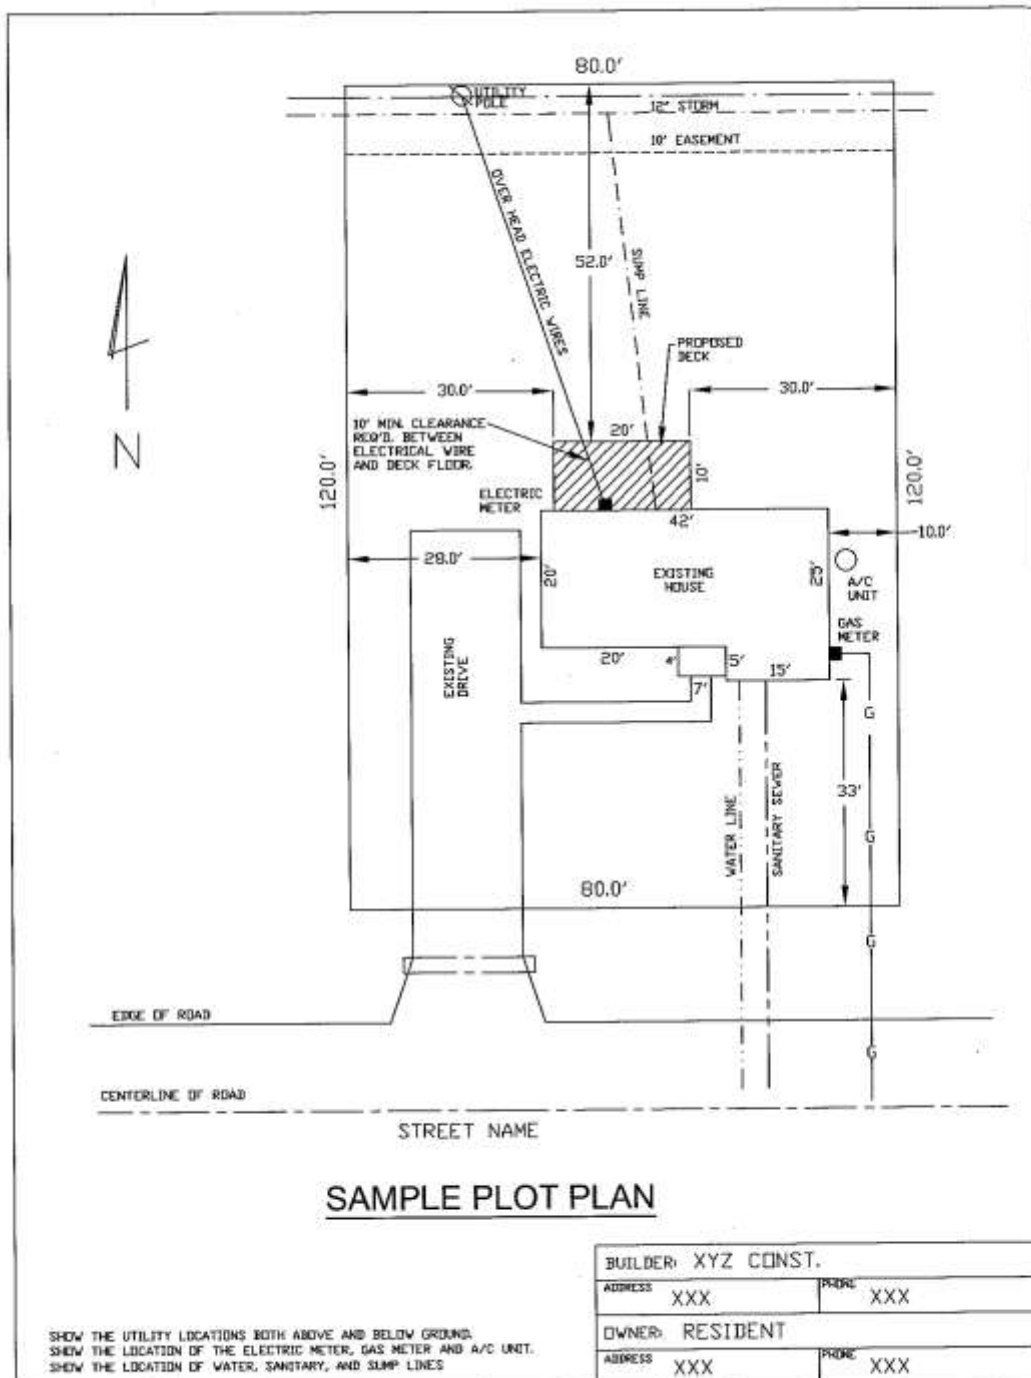 80.0'
UTILITY
POLE
12" STORM
10' EASEMENT
OVER HEAD ELECTRIC WIRES
52.0'
SUMP LINE
PROPOSED
DECK
30.0'
30.0'
10' MIN. CLEARANCE
REQ'D. BETWEEN
ELECTRICAL WIRE
AND DECK FLOOR.
20'
10'
N
120.0'
120.0'
ELECTRIC
METER
42'
10.0'
28.0'
20'
EXISTING
HOUSE
25'
A/C
UNIT
GAS
METER
EXISTING
DRIVE
20'
4'
5'
15'
7'
G
WATER LINE
SANITARY SEWER
33'
G
80.0'
G
EDGE OF ROAD
G
CENTERLINE OF ROAD
STREET NAME
SAMPLE PLOT PLAN
BUILDER: XYZ CONST.
ADDRESS XXX PHONE XXX
OWNER: RESIDENT
ADDRESS XXX PHONE XXX
SHOW THE UTILITY LOCATIONS BOTH ABOVE AND BELOW GROUND.
SHOW THE LOCATION OF THE ELECTRIC METER, GAS METER AND A/C UNIT.
SHOW THE LOCATION OF WATER, SANITARY, AND SUMP LINES